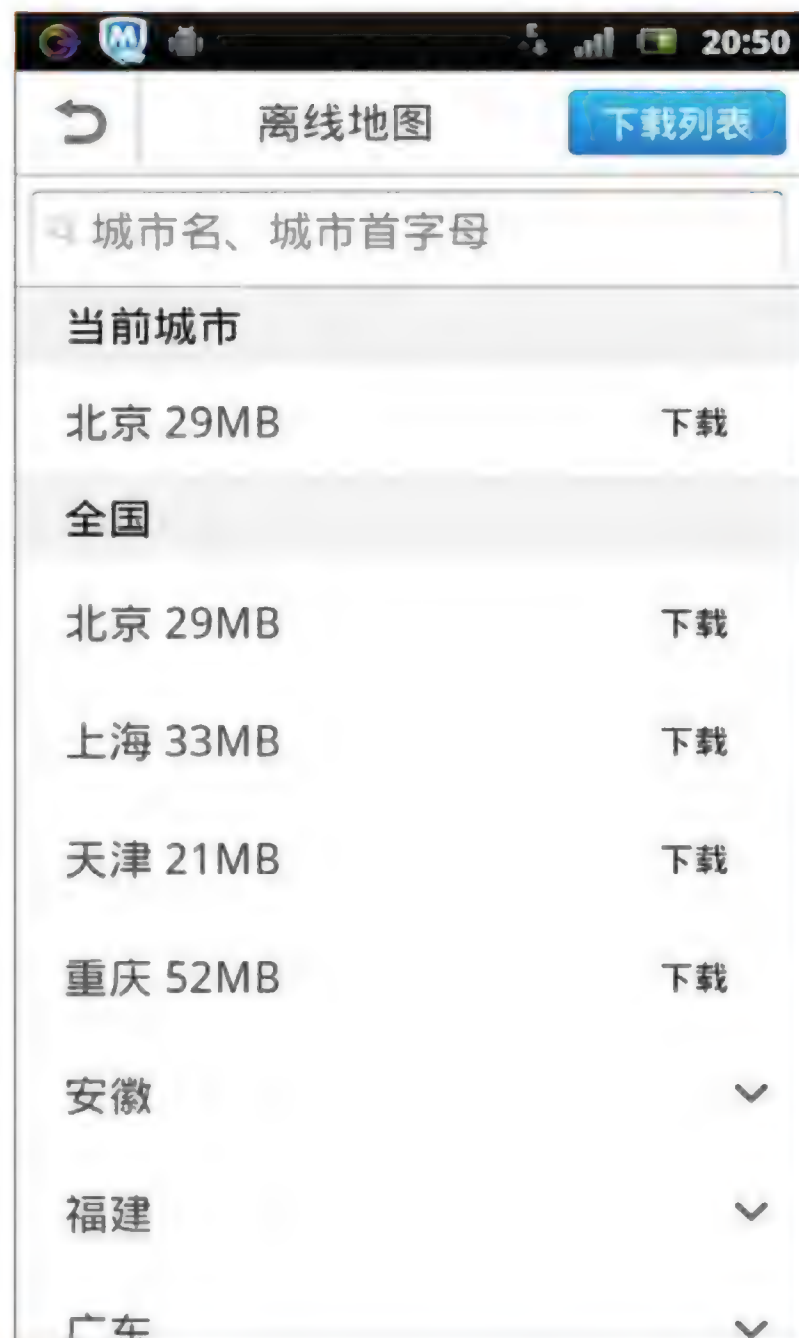 20:50
离线地图 下载列表
城市名、城市首字母
当前城市
北京 29MB 下载
全国
北京 29MB 下载
上海 33MB 下载
天津 21MB 下载
重庆 52MB 下载
安徽
福建
广东